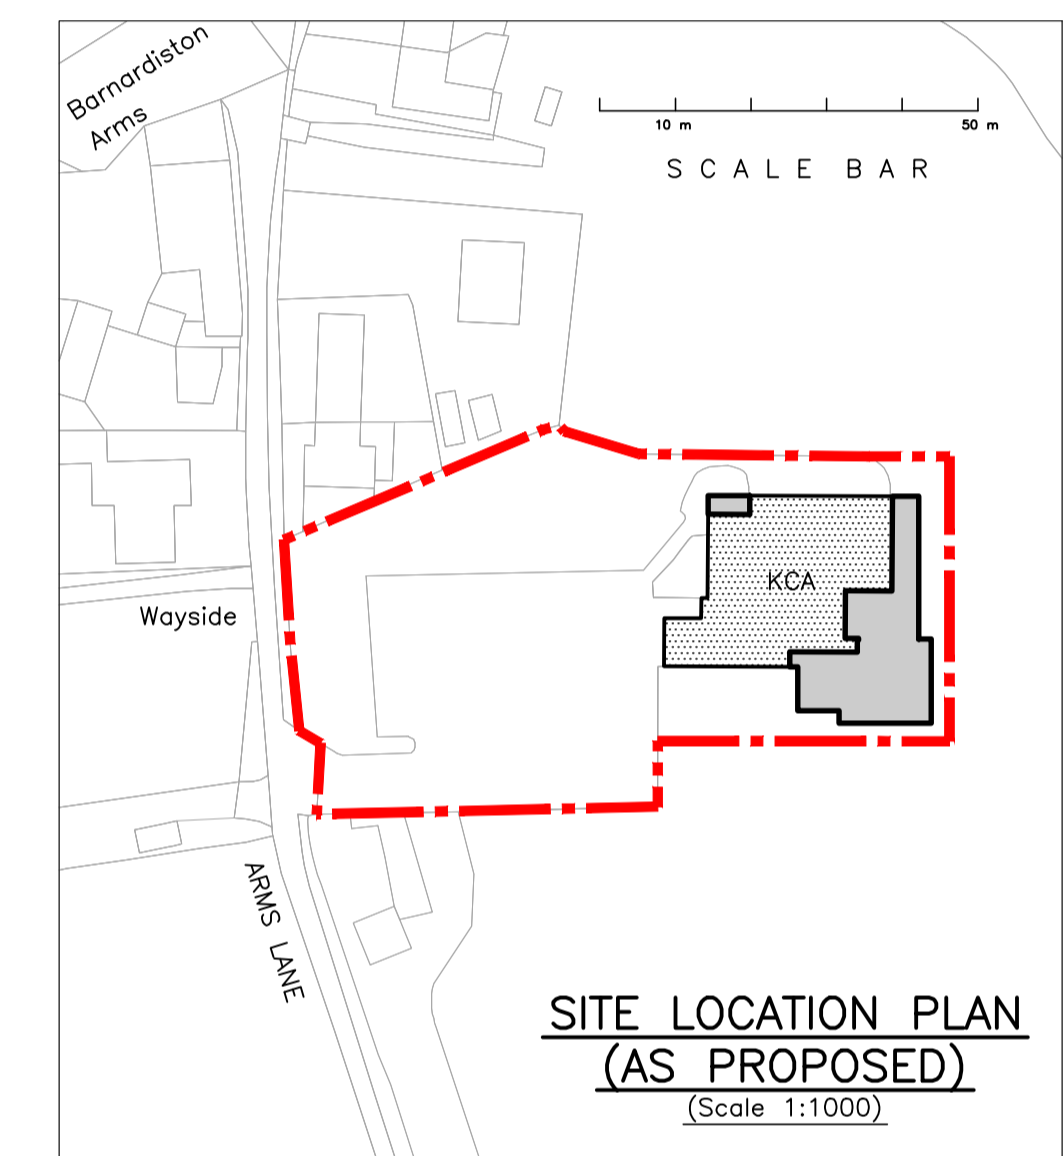 Barnardiston
Arms
10 m
50 m
SCALE BAR
KCA
Wayside
ARMS LANE
SITE LOCATION PLAN
(AS PROPOSED)
(Scale 1:1000)